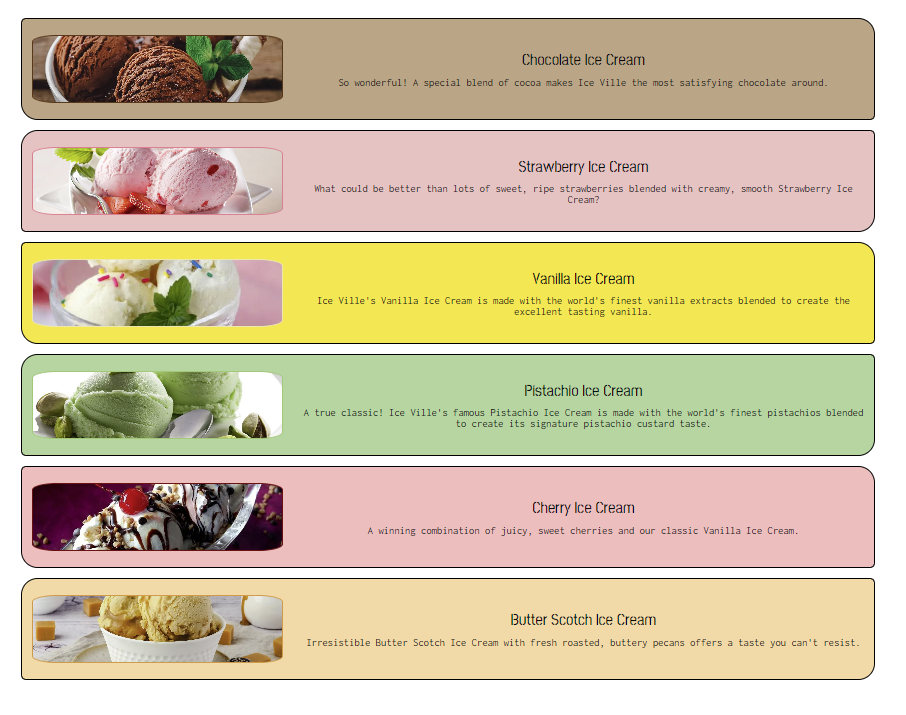 Chocolate Ice Cream
So wonderful! A special blend of cocoa makes Ice Ville the most satisfying chocolate around.
Strawberry Ice Cream
What could be better than lots of sweet, ripe strawberries blended with creamy, smooth Strawberry Ice
Cream?
Vanilla Ice Cream
Ice Ville's Vanilla Ice Cream is made with the world's finest vanilla extracts blended to create the
excellent tasting vanilla.
Pistachio Ice Cream
A true classic! Ice Ville's famous Pistachio Ice Cream is made with the world's finest pistachios blended
to create its signature pistachio custard taste.
Cherry Ice Cream
A winning combination of juicy, sweet cherries and our classic Vanilla Ice Cream.
Butter Scotch Ice Cream
Irresistible Butter Scotch Ice Cream with fresh roasted, buttery pecans offers a taste you can't resist.